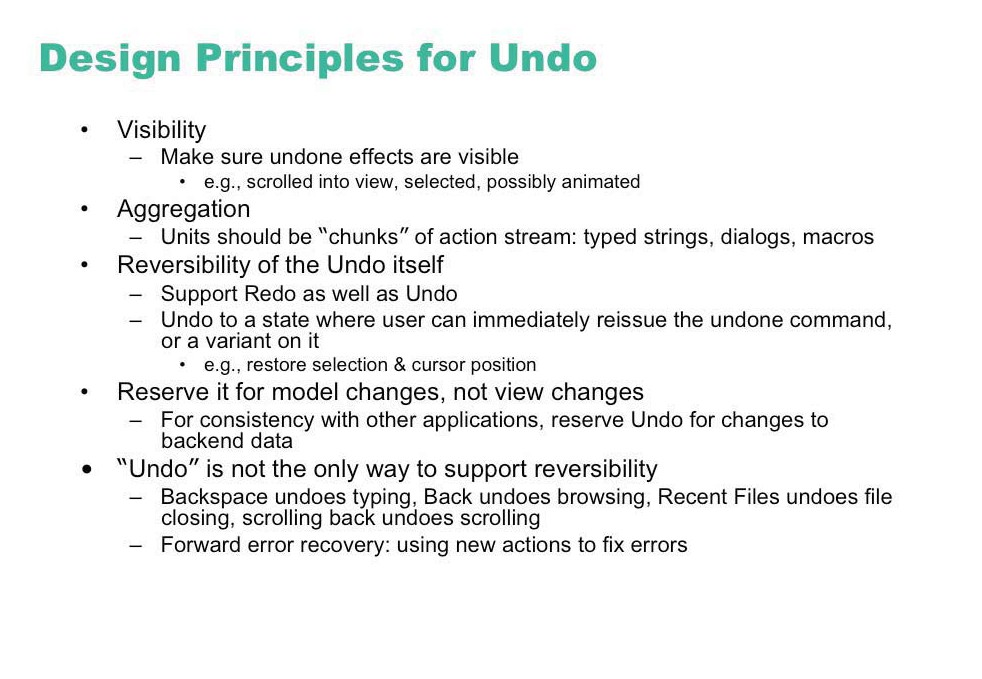 Design Principles for Undo
• Visibility
– Make sure undone effects are visible
• e.g., scrolled into view, selected, possibly animated
• Aggregation
– Units should be “chunks” of action stream: typed strings, dialogs, macros
• Reversibility of the Undo itself
– Support Redo as well as Undo
– Undo to a state where user can immediately reissue the undone command,
or a variant on it
• e.g., restore selection & cursor position
• Reserve it for model changes, not view changes
– For consistency with other applications, reserve Undo for changes to
backend data
• “Undo” is not the only way to support reversibility
– Backspace undoes typing, Back undoes browsing, Recent Files undoes file
closing, scrolling back undoes scrolling
– Forward error recovery: using new actions to fix errors